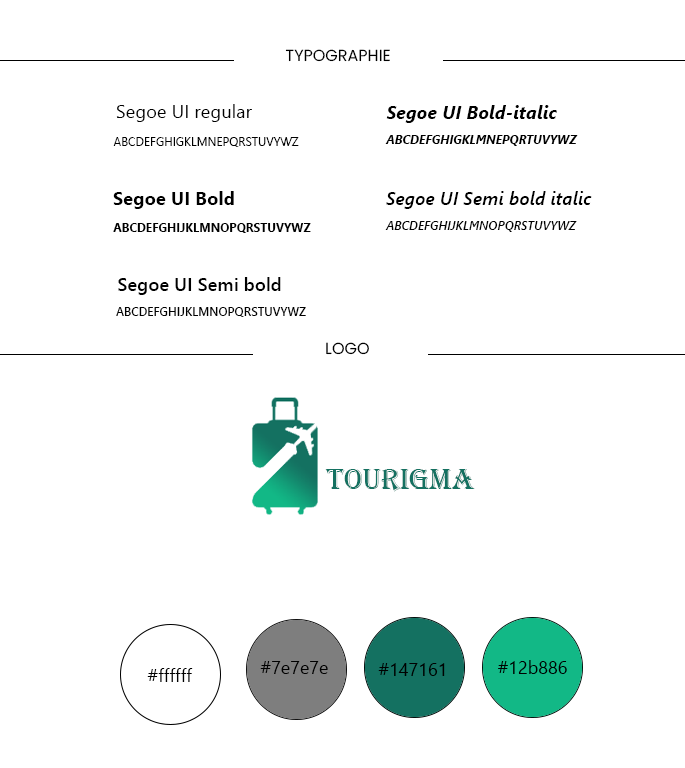 TYPOGRAPHIE
Segoe UI regular
ABCDEFGHIGKLMNEPQRSTUVYWZ
Segoe UI Bold-italic
ABCDEFGHIGKLMNEPQRTUVYWZ
Segoe UI Bold
ABCDEFGHIJKLMNOPQRSTUVYWZ
Segoe UI Semi bold italic
ABCDEFGHIJKLMNOPQRSTUVYWZ
Segoe UI Semi bold
ABCDEFGHIJKLMNOPQRSTUVYWZ
LOGO
TOURIGMA
#ffffff
#7e7e7e
#147161
#12b886